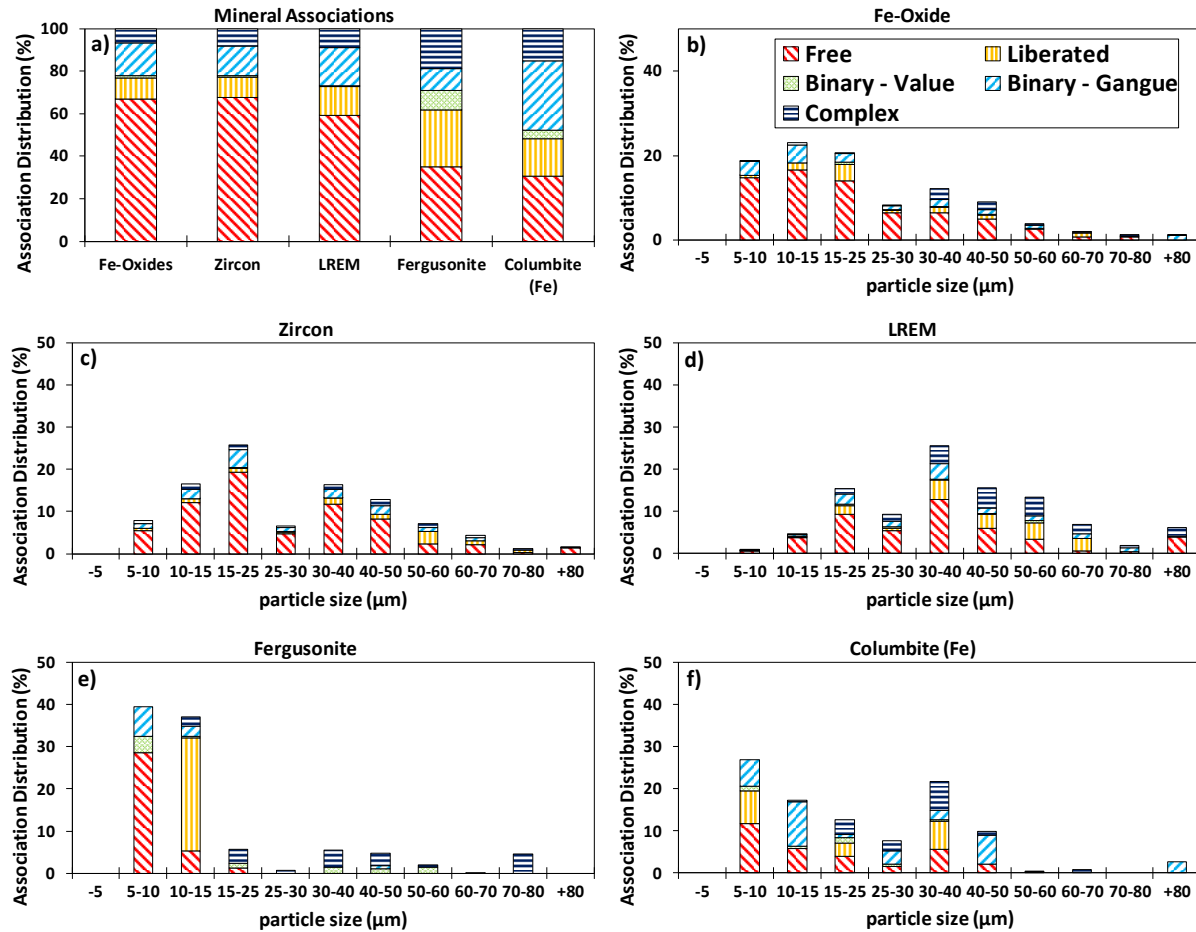 Mineral Associations
a)
Association Distribution (%)
100
80
60
40
20
0
Fe-Oxides Zircon LREM Fergusonite Columbite (Fe)
Fe-Oxide
b)
Free Liberated
Binary - Value Binary - Gangue
Complex
Association Distribution (%)
40
20
0
-5 5-10 10-15 15-25 25-30 30-40 40-50 50-60 60-70 70-80 +80
particle size (µm)
Zircon
c)
Association Distribution (%)
50
40
30
20
10
0
-5 5-10 10-15 15-25 25-30 30-40 40-50 50-60 60-70 70-80 +80
particle size (µm)
LREM
d)
Association Distribution (%)
50
40
30
20
10
0
-5 5-10 10-15 15-25 25-30 30-40 40-50 50-60 60-70 70-80 +80
particle size (µm)
Fergusonite
e)
Association Distribution (%)
50
40
30
20
10
0
-5 5-10 10-15 15-25 25-30 30-40 40-50 50-60 60-70 70-80 +80
particle size (µm)
Columbite (Fe)
f)
Association Distribution (%)
50
40
30
20
10
0
-5 5-10 10-15 15-25 25-30 30-40 40-50 50-60 60-70 70-80 +80
particle size (µm)